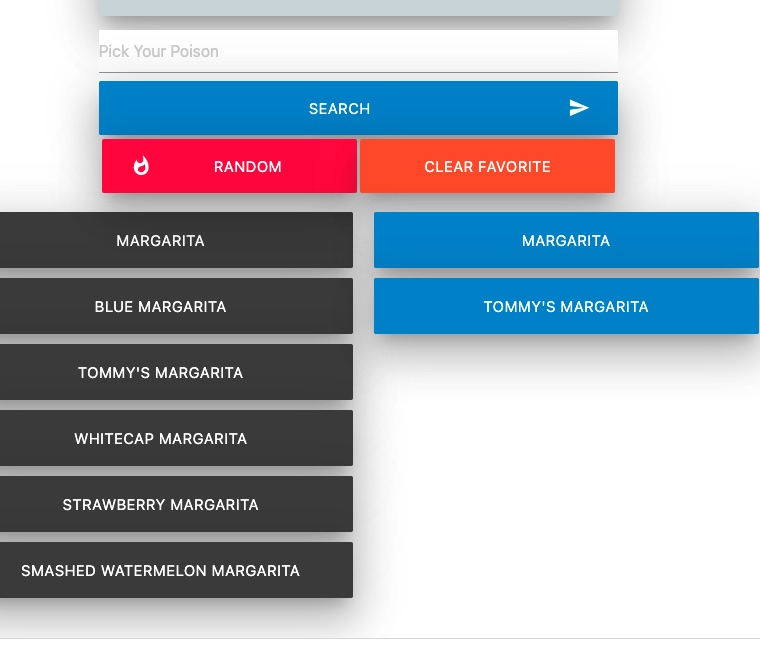 Pick Your Poison
SEARCH
RANDOM
CLEAR FAVORITE
MARGARITA
BLUE MARGARITA
TOMMY'S MARGARITA
WHITECAP MARGARITA
STRAWBERRY MARGARITA
SMASHED WATERMELON MARGARITA
MARGARITA
TOMMY'S MARGARITA